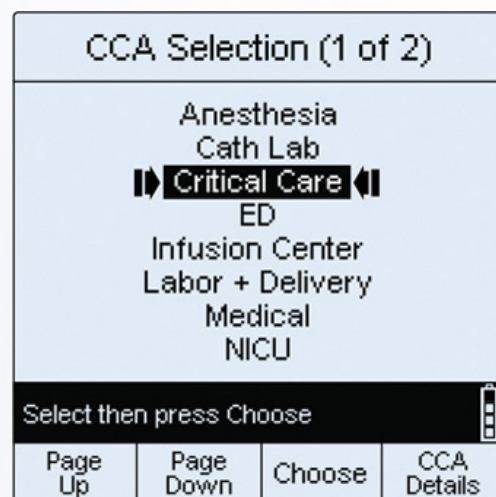 CCA Selection (1 of 2)
Anesthesia
Cath Lab
Critical Care
ED
Infusion Center
Labor + Delivery
Medical
NICU
Select then press Choose
Page Up
Page Down
Choose
CCA Details